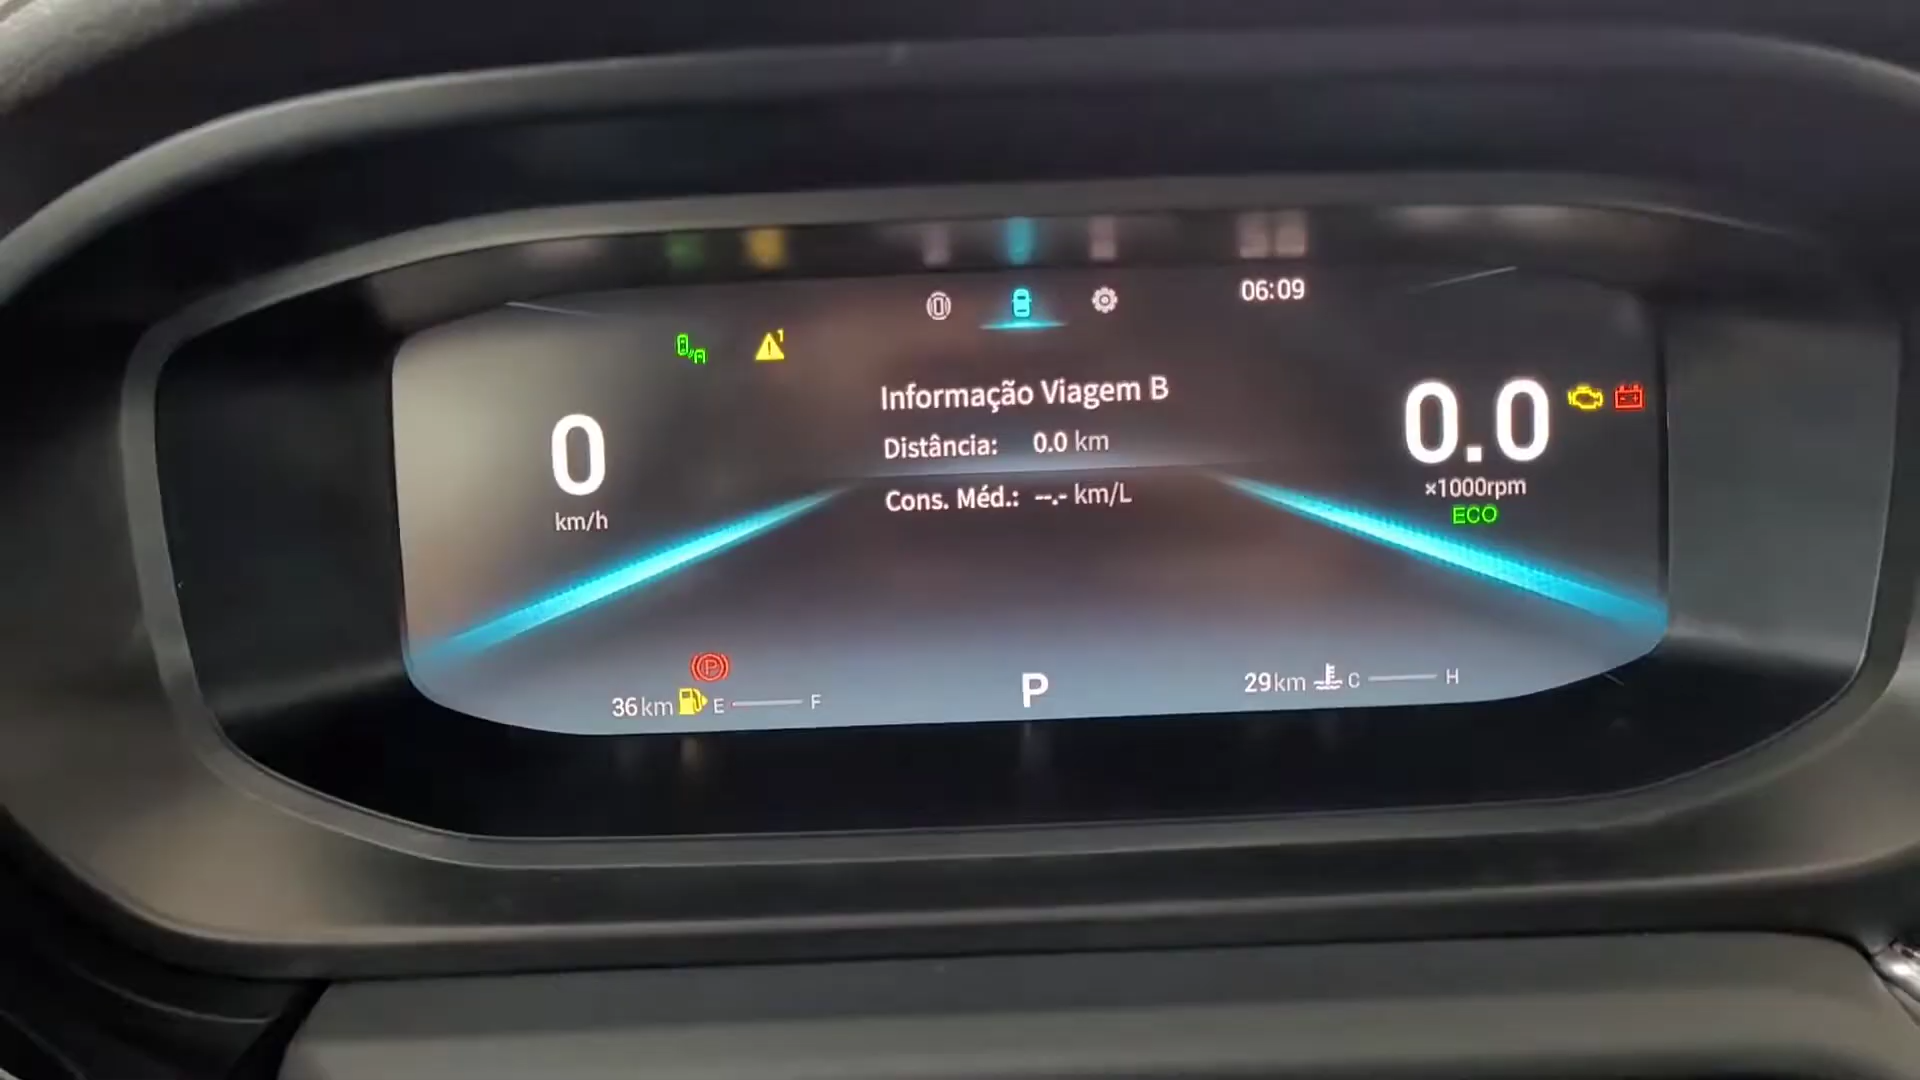 06:09
1
Informação Viagem B
Distância: 0.0 km
Cons. Méd.: --.- km/L
0
km/h
0.0
×1000rpm
ECO
P
36km E F
P
29km C H